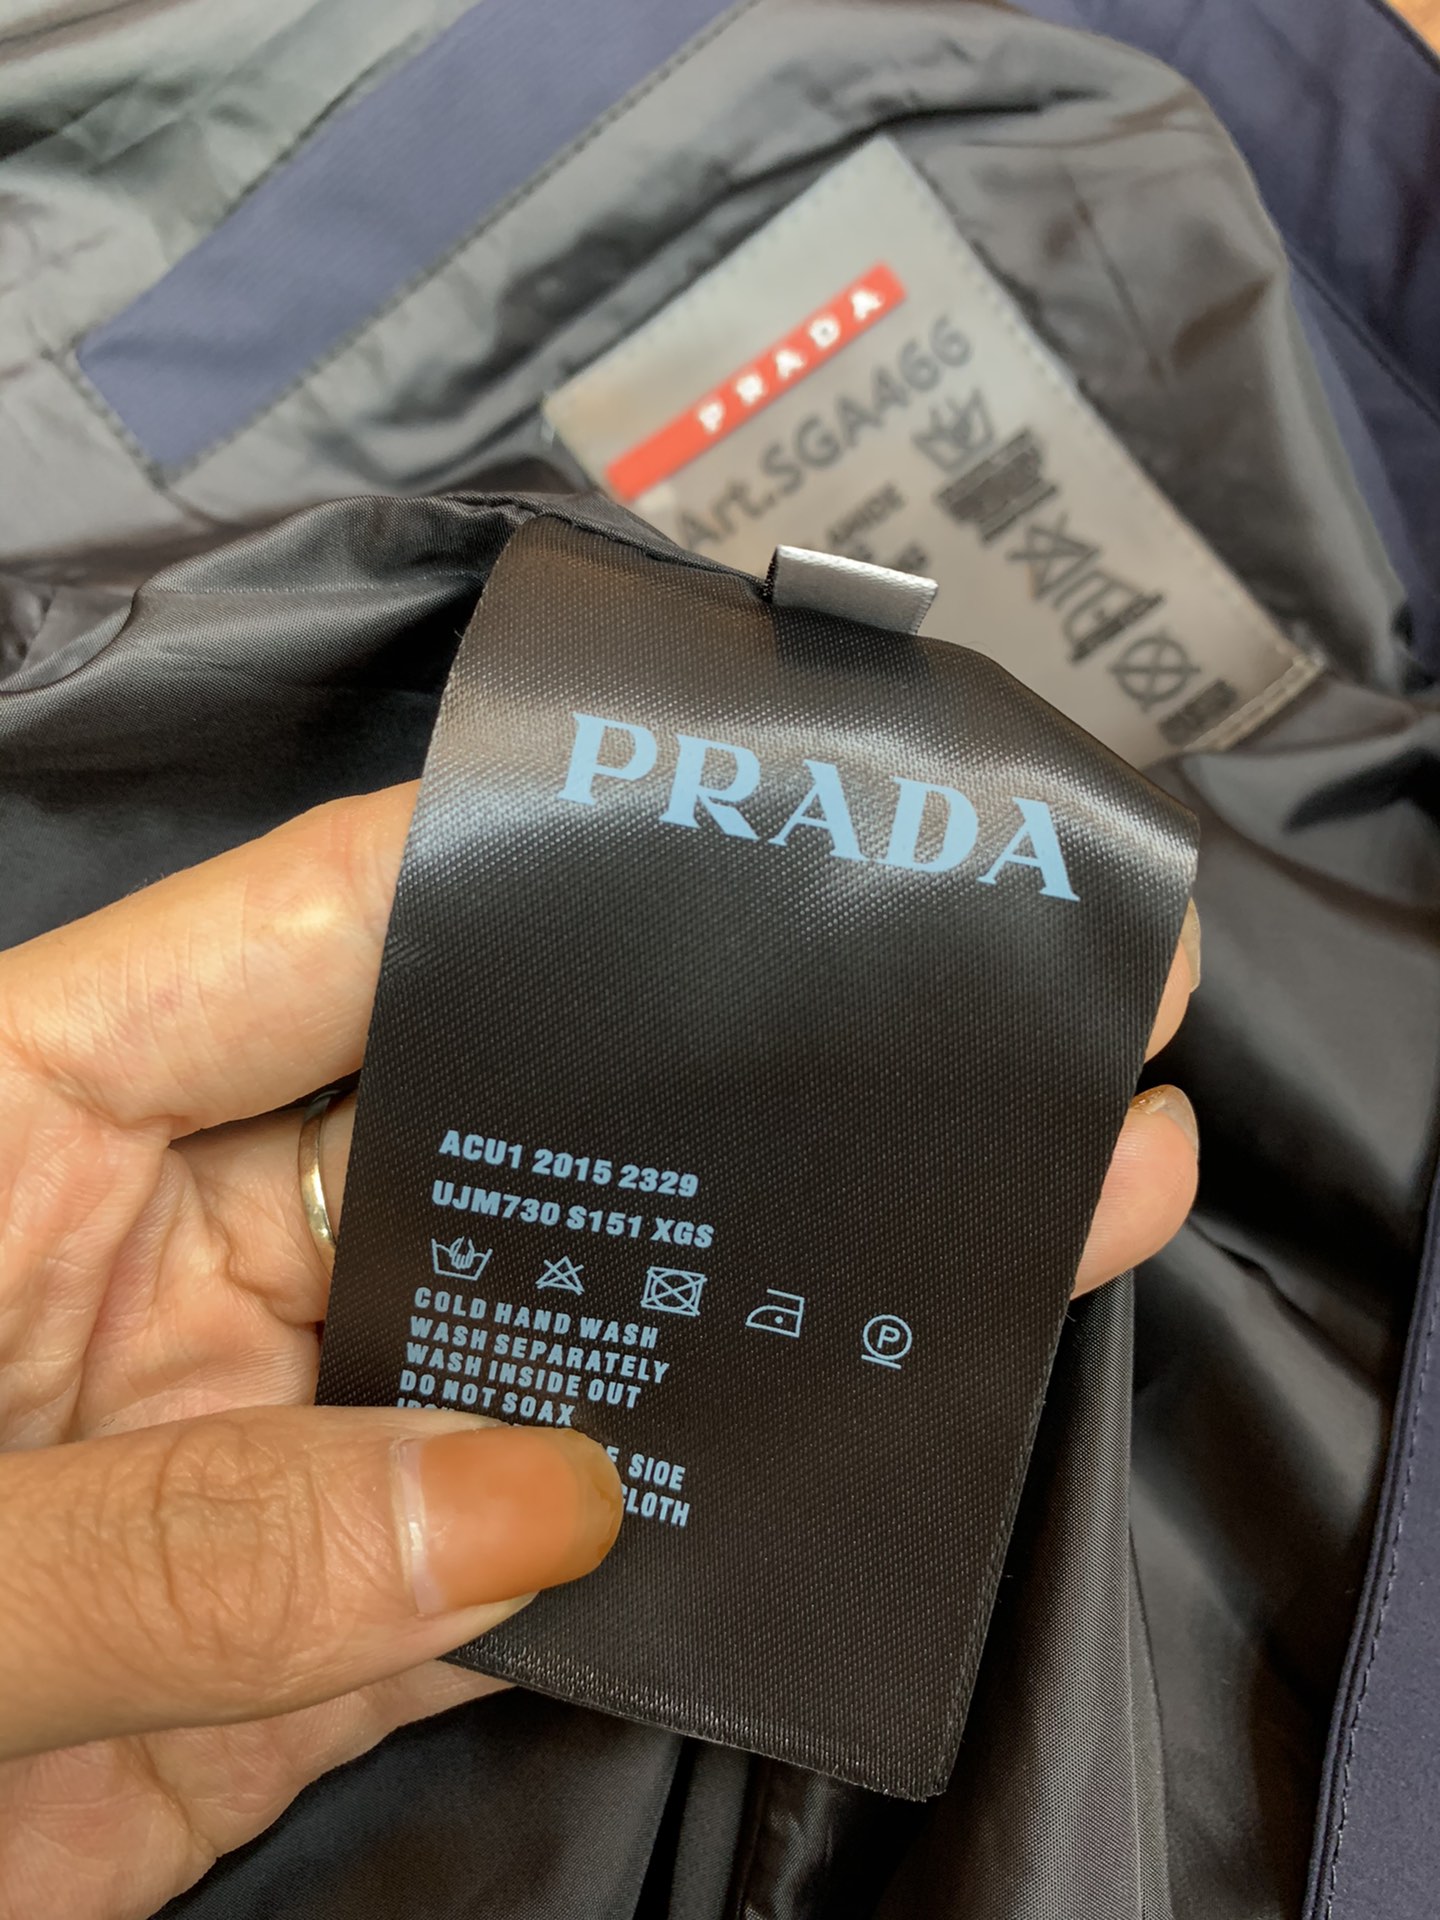 PRADA
Art.SGA466
PRADA
ACU1 2015 2329
UJM730 S151 XGS
P
COLD HAND WASH
WASH SEPARATELY
WASH INSIDE OUT
DO NOT SOAX
SIOE
CLOTH